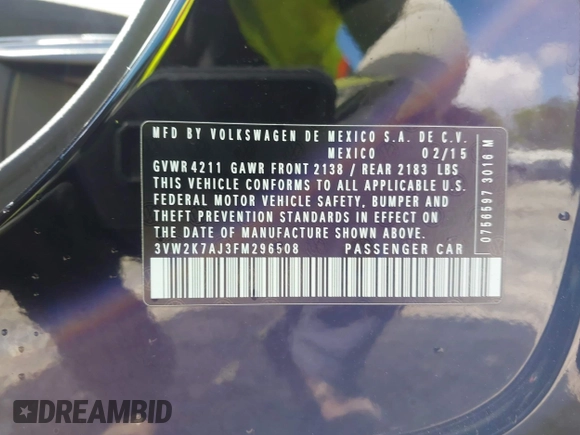 MFD BY VOLKSWAGEN DE MEXICO S.A. DE C.V.
MEXICO 02/15
GVWR 4211 GAWR FRONT 2138 / REAR 2183 LBS
THIS VEHICLE CONFORMS TO ALL APPLICABLE U.S.
FEDERAL MOTOR VEHICLE SAFETY, BUMPER AND
THEFT PREVENTION STANDARDS IN EFFECT ON
THE DATE OF MANUFACTURE SHOWN ABOVE.
3VW2K7AJ3FM296508 PASSENGER CAR
0756597 3016 M
DREAMBID